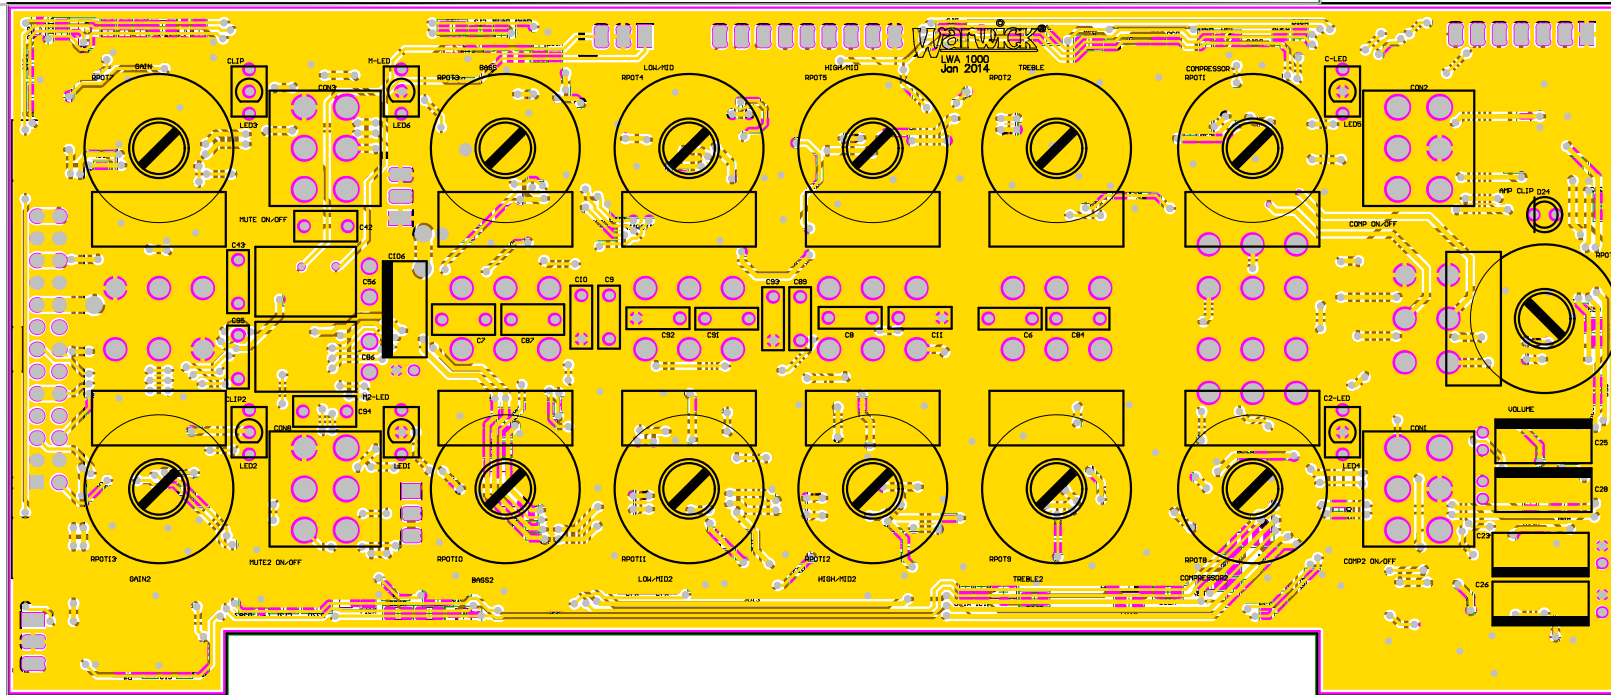 Warwick®
LWA 1000
Jan 2014
GAIN
CLIP
M-LED
BASS
LOW/MID
HIGH/MID
TREBLE
COMPRESSOR
C-LED
RPOT3
RPOT4
RPOT5
RPOT2
RPOT1
CON3
CON2
LED3
LED6
LED5
MUTE ON/OFF
C42
COMP ON/OFF
AMP CLIP
D24
C43
C106
C56
C10
C9
C93
C89
C95
C86
C7
C87
C92
C91
C8
C11
C6
C84
CLIP2
C94
M2-LED
C2-LED
VOLUME
CON1
LED2
LED1
LED4
C25
C28
C23
C26
RPOT13
RPOT10
RPOT11
RPOT12
RPOT9
RPOT8
GAIN2
MUTE2 ON/OFF
BASS2
LOW/MID2
HIGH/MID2
TREBLE2
COMPRESSOR2
COMP2 ON/OFF